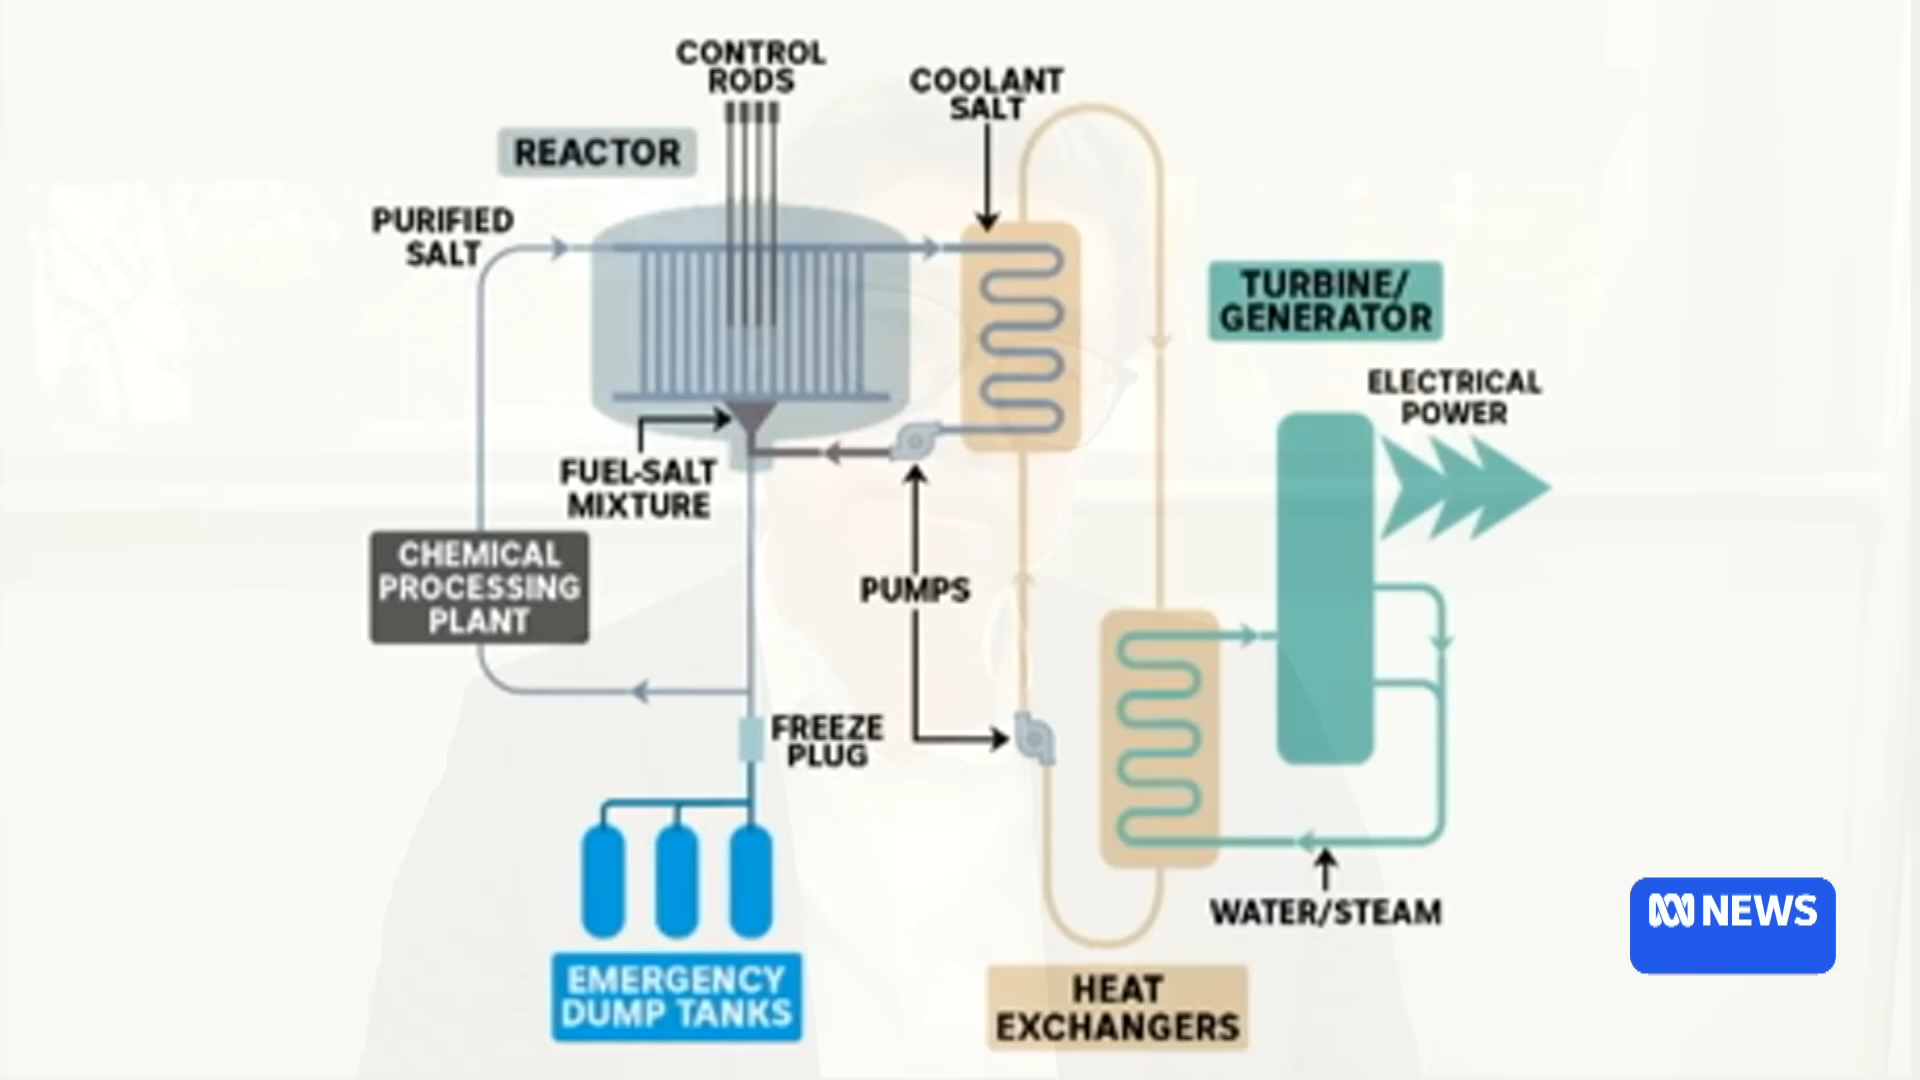 CONTROL
RODS
COOLANT
SALT
REACTOR
PURIFIED
SALT
TURBINE/
GENERATOR
ELECTRICAL
POWER
FUEL-SALT
MIXTURE
CHEMICAL
PROCESSING
PLANT
PUMPS
FREEZE
PLUG
WATER/STEAM
NEWS
EMERGENCY
DUMP TANKS
HEAT
EXCHANGERS